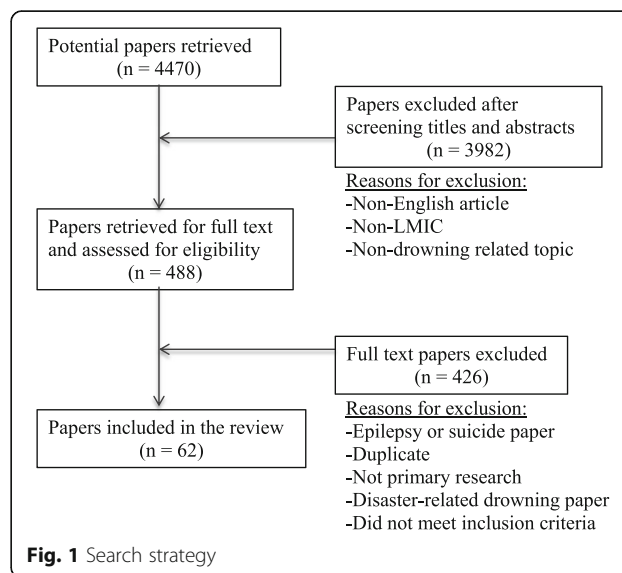 Potential papers retrieved
(n = 4470)
Papers excluded after
screening titles and abstracts
(n = 3982)
Reasons for exclusion:
-Non-English article
-Non-LMIC
-Non-drowning related topic
Papers retrieved for full text
and assessed for eligibility
(n = 488)
Full text papers excluded
(n = 426)
Reasons for exclusion:
-Epilepsy or suicide paper
-Duplicate
-Not primary research
-Disaster-related drowning paper
-Did not meet inclusion criteria
Papers included in the review
(n = 62)
Fig. 1 Search strategy